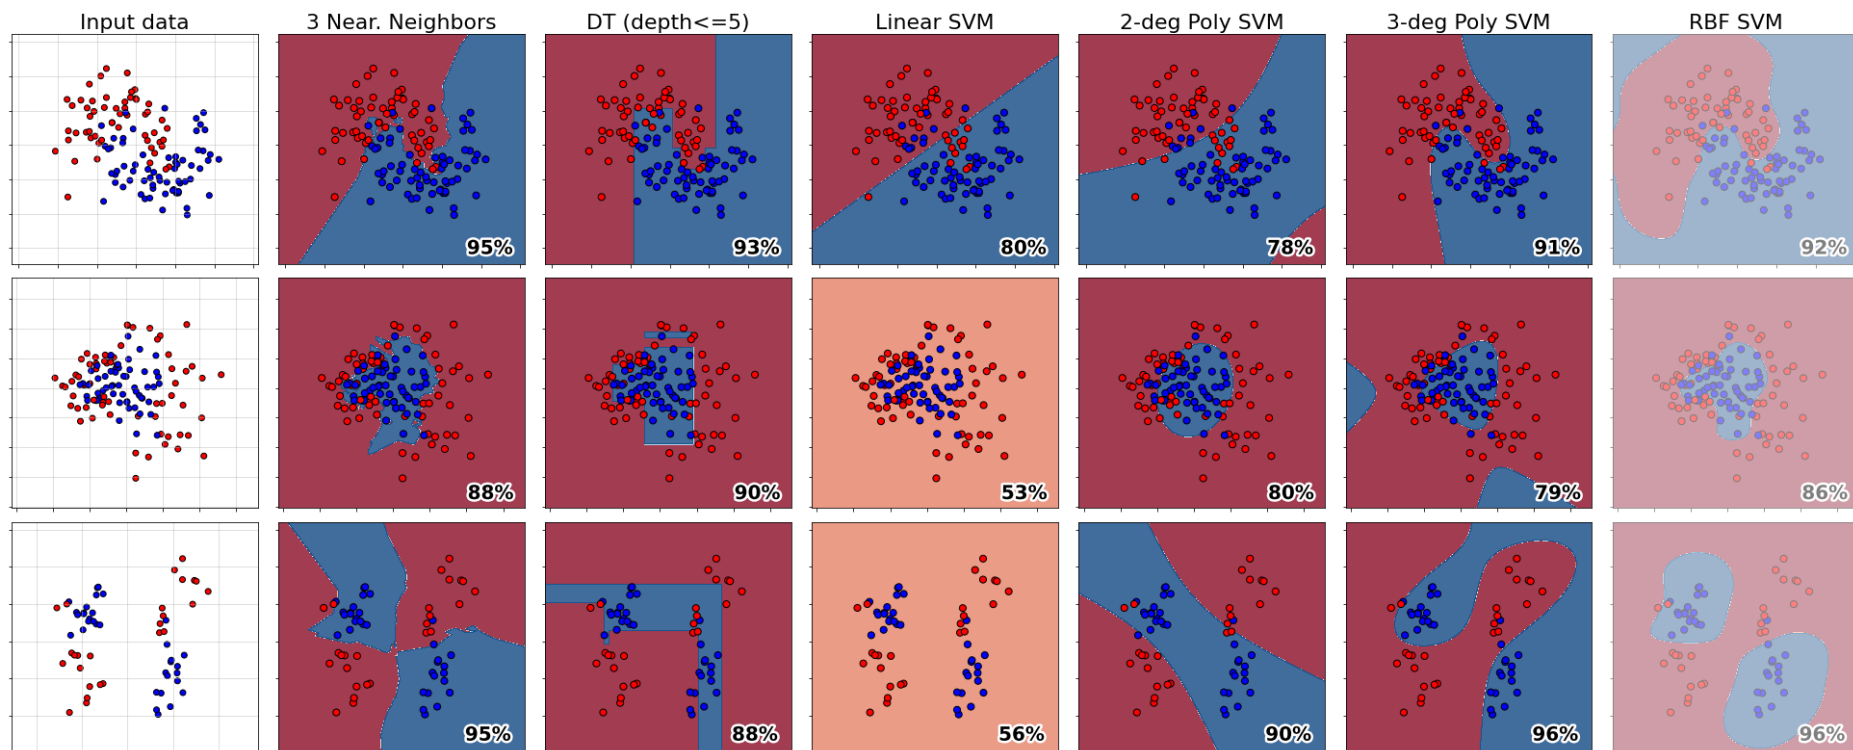 Input data 3 Near. Neighbors DT (depth<=5) Linear SVM 2-deg Poly SVM 3-deg Poly SVM RBF SVM
95% 93% 80% 78% 91% 92%
88% 90% 53% 80% 79% 86%
95% 88% 56% 90% 96% 96%